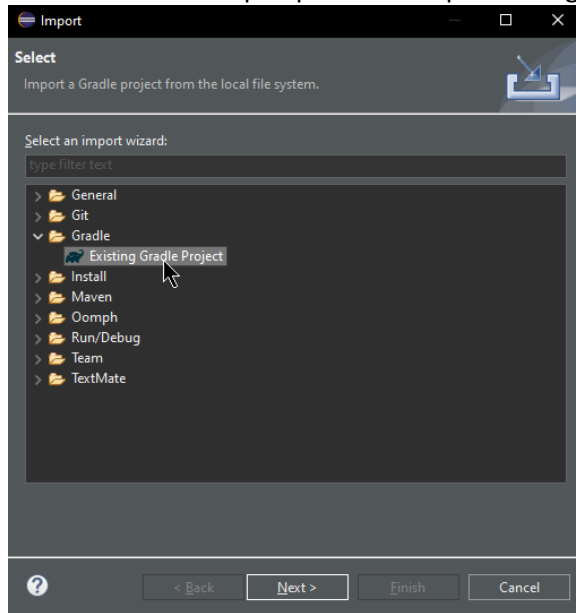 Import
Select
Import a Gradle project from the local file system.
Select an import wizard:
type filter text
General
Git
Gradle
Existing Gradle Project
Install
Maven
Oomph
Run/Debug
Team
TextMate
?
< Back Next > Finish Cancel